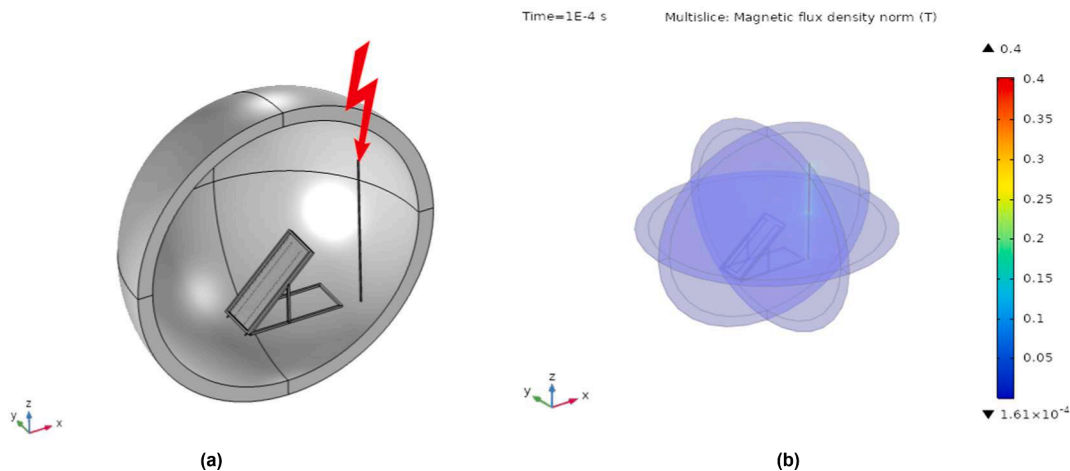 Time=1E-4 s
Multislice: Magnetic flux density norm (T)
▲ 0.4
0.4
0.35
0.3
0.25
0.2
0.15
0.1
0.05
▼ 1.61×10⁻⁴
y z x
y z x
(a)
(b)